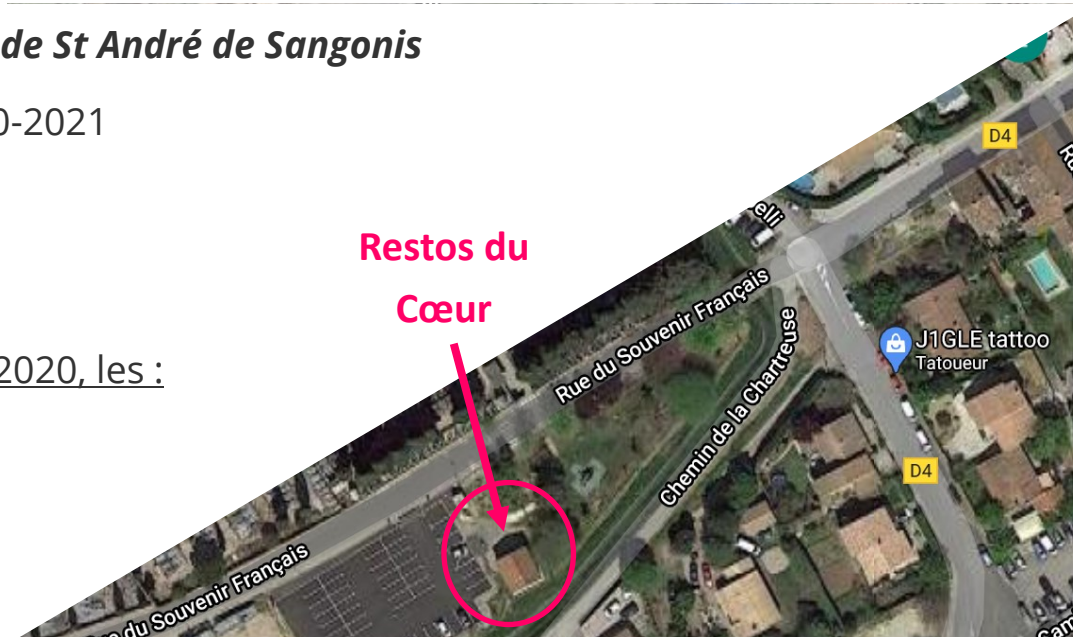 de St André de Sangonis
0-2021
Restos du
Cœur
2020, les :
D4
elli
Rue du Souvenir Français
Chemin de la Chartreuse
J1GLE tattoo
Tatoueur
D4
du Souvenir Français